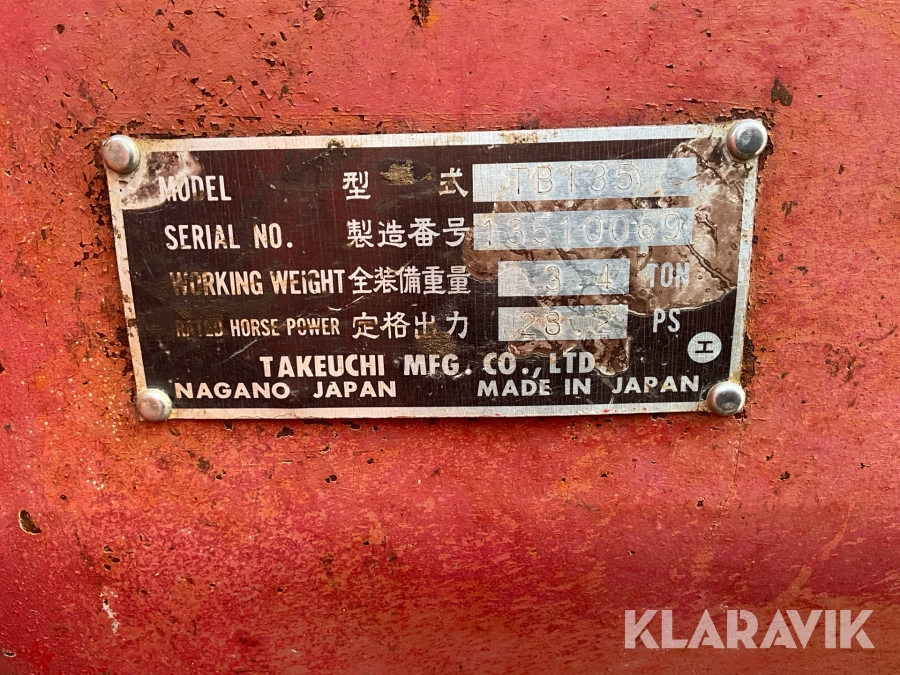 MODEL 型式 TB135
SERIAL NO. 製造番号 13510069
WORKING WEIGHT 全装備重量 3.4 TON
RATED HORSE POWER 定格出力 28.2 PS
TAKEUCHI MFG. CO., LTD.
NAGANO JAPAN MADE IN JAPAN
KLARAVIK